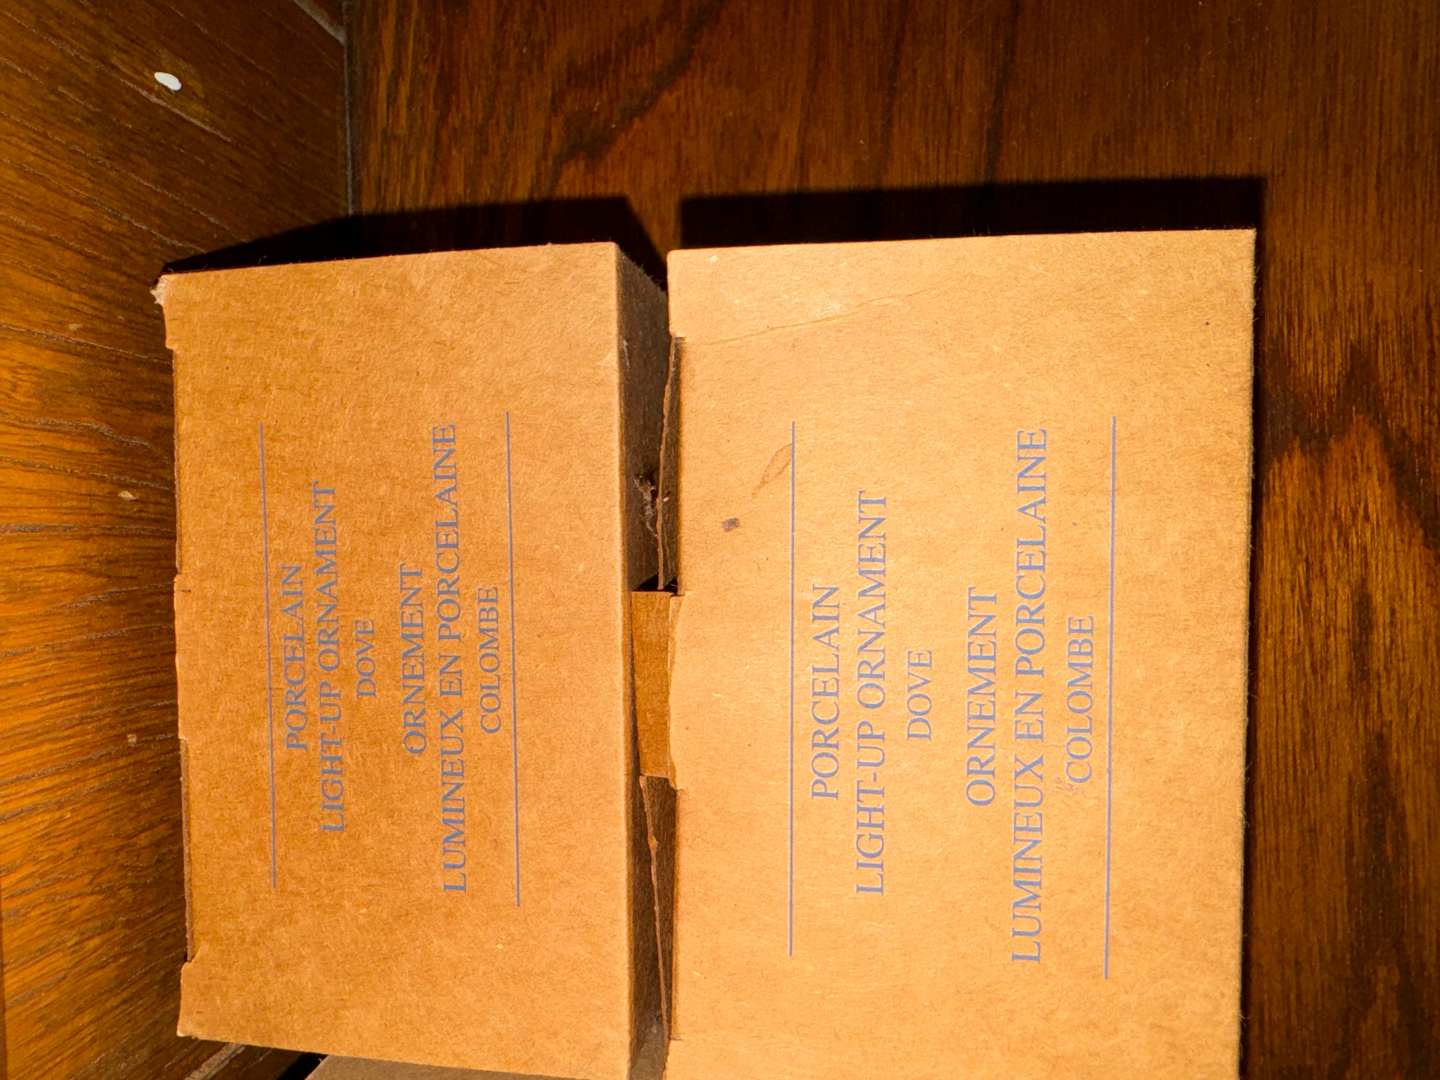 PORCELAIN
LIGHT-UP ORNAMENT
DOVE
ORNEMENT
LUMINEUX EN PORCELAINE
COLOMBE
PORCELAIN
LIGHT-UP ORNAMENT
DOVE
ORNEMENT
LUMINEUX EN PORCELAINE
COLOMBE